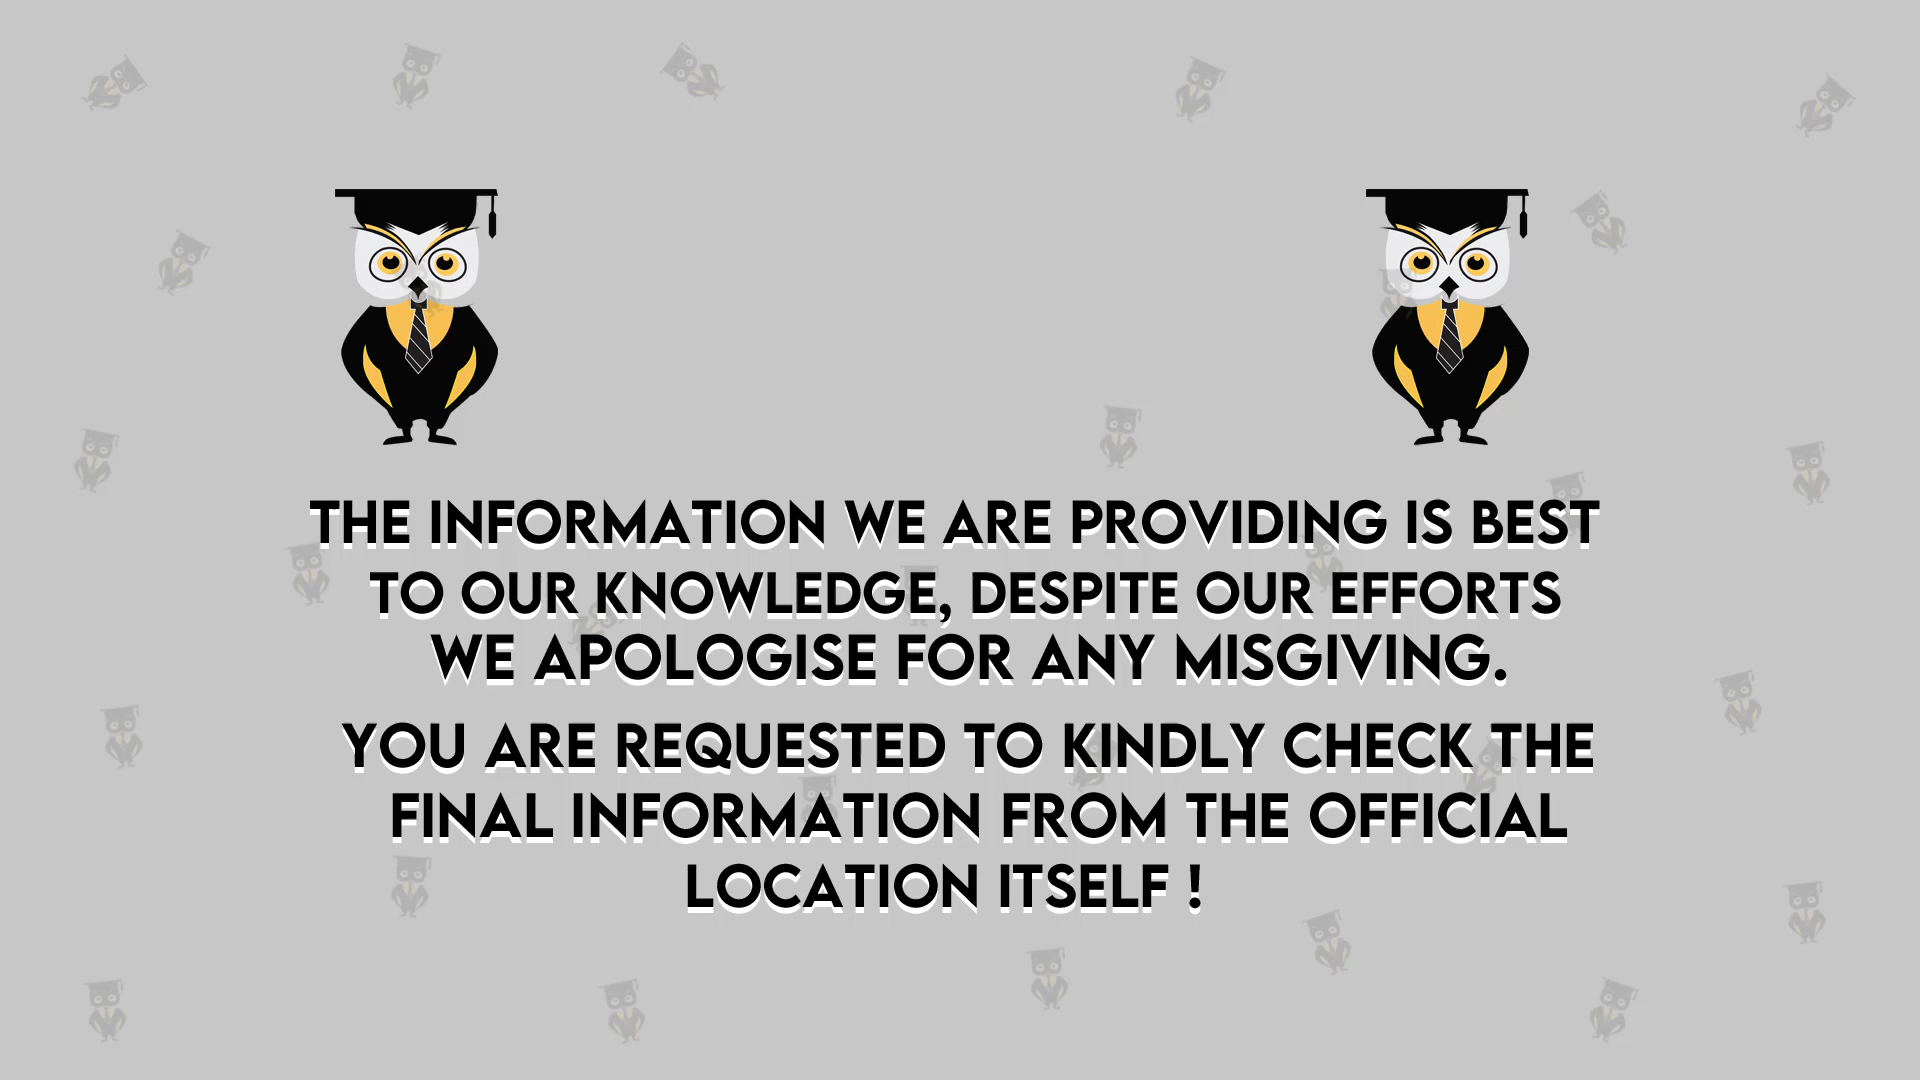 THE INFORMATION WE ARE PROVIDING IS BEST
TO OUR KNOWLEDGE, DESPITE OUR EFFORTS
WE APOLOGISE FOR ANY MISGIVING.
YOU ARE REQUESTED TO KINDLY CHECK THE
FINAL INFORMATION FROM THE OFFICIAL
LOCATION ITSELF !